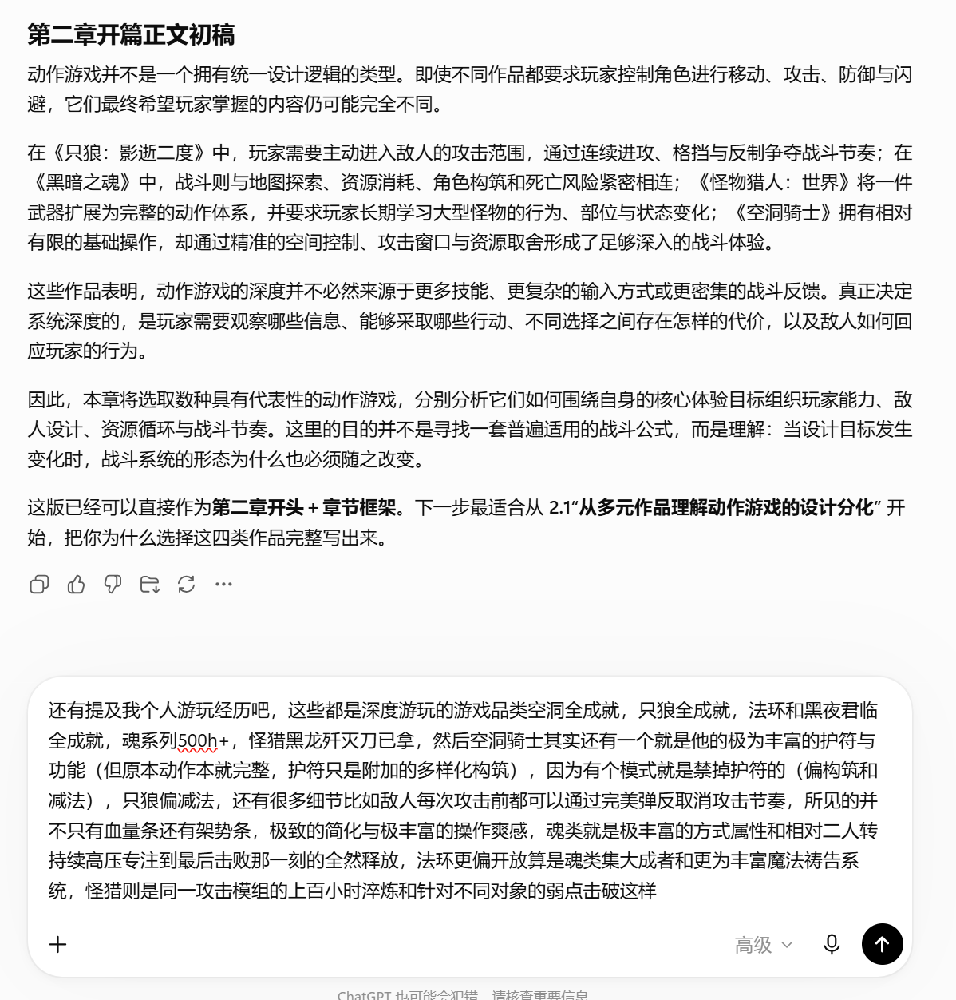 第二章开篇正文初稿
动作游戏并不是一个拥有统一设计逻辑的类型。即使不同作品都要求玩家控制角色进行移动、攻击、防御与闪
避，它们最终希望玩家掌握的内容仍可能完全不同。
在《只狼：影逝二度》中，玩家需要主动进入敌人的攻击范围，通过连续进攻、格挡与反制争夺战斗节奏；在
《黑暗之魂》中，战斗则与地图探索、资源消耗、角色构筑和死亡风险紧密相连；《怪物猎人：世界》将一件
武器扩展为完整的动作体系，并要求玩家长期学习大型怪物的行为、部位与状态变化；《空洞骑士》拥有相对
有限的基础操作，却通过精准的空间控制、攻击窗口与资源取舍形成了足够深入的战斗体验。
这些作品表明，动作游戏的深度并不必然来源于更多技能、更复杂的输入方式或更密集的战斗反馈。真正决定
系统深度的，是玩家需要观察哪些信息、能够采取哪些行动、不同选择之间存在怎样的代价，以及敌人如何回
应玩家的行为。
因此，本章将选取数种具有代表性的动作游戏，分别分析它们如何围绕自身的核心体验目标组织玩家能力、敌
人设计、资源循环与战斗节奏。这里的目的并不是寻找一套普遍适用的战斗公式，而是理解：当设计目标发生
变化时，战斗系统的形态为什么也必须随之改变。
这版已经可以直接作为第二章开头 + 章节框架。下一步最适合从 2.1“从多元作品理解动作游戏的设计分化” 开
始，把你为什么选择这四类作品完整写出来。
还有提及我个人游玩经历吧，这些都是深度游玩的游戏品类空洞全成就，只狼全成就，法环和黑夜君临
全成就，魂系列500h+，怪猎黑龙歼灭刀已拿，然后空洞骑士其实还有一个就是他的极为丰富的护符与
功能（但原本动作本就完整，护符只是附加的多样化构筑），因为有个模式就是禁掉护符的（偏构筑和
减法），只狼偏减法，还有很多细节比如敌人每次攻击前都可以通过完美弹反取消攻击节奏，所见的并
不只有血量条还有架势条，极致的简化与极丰富的操作爽感，魂类就是极丰富的方式属性和相对二人转
持续高压专注到最后击败那一刻的全然释放，法环更偏开放算是魂类集大成者和更为丰富魔法祷告系
统，怪猎则是同一攻击模组的上百小时淬炼和针对不同对象的弱点击破这样
高级
ChatGPT 也可能会犯错。请核查重要信息。